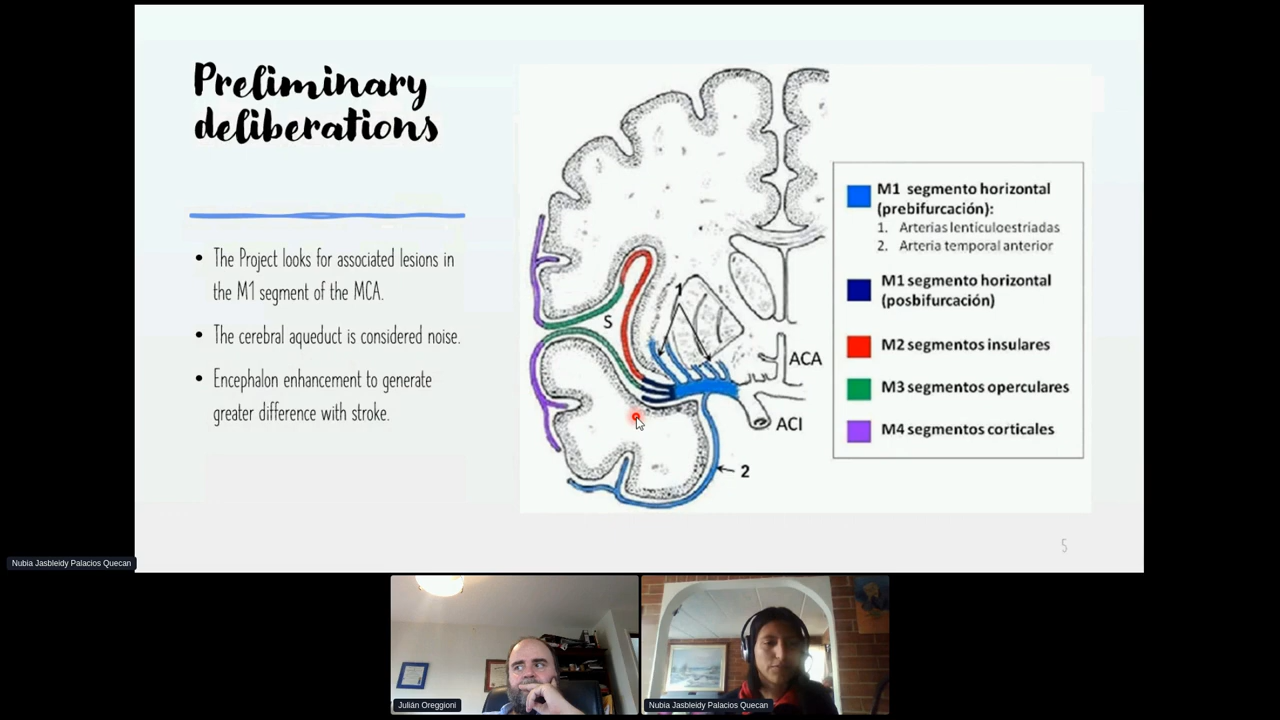 Preliminary
deliberations
• The Project looks for associated lesions in
the M1 segment of the MCA.
• The cerebral aqueduct is considered noise.
• Encephalon enhancement to generate
greater difference with stroke.
1
S
ACA
ACI
2
M1 segmento horizontal
(prebifurcación):
1. Arterias lenticuloestriadas
2. Arteria temporal anterior
M1 segmento horizontal
(posbifurcación)
M2 segmentos insulares
M3 segmentos operculares
M4 segmentos corticales
5
Nubia Jasbleidy Palacios Quecan
Julián Oreggioni
Nubia Jasbleidy Palacios Quecan